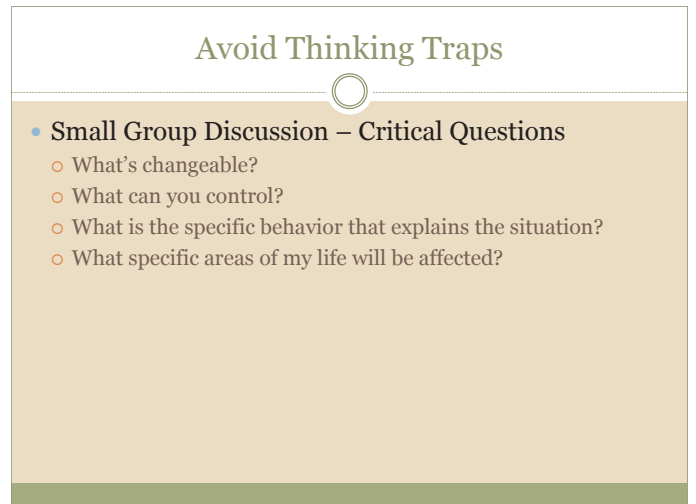 Avoid Thinking Traps
Small Group Discussion – Critical Questions
What’s changeable?
What can you control?
What is the specific behavior that explains the situation?
What specific areas of my life will be affected?